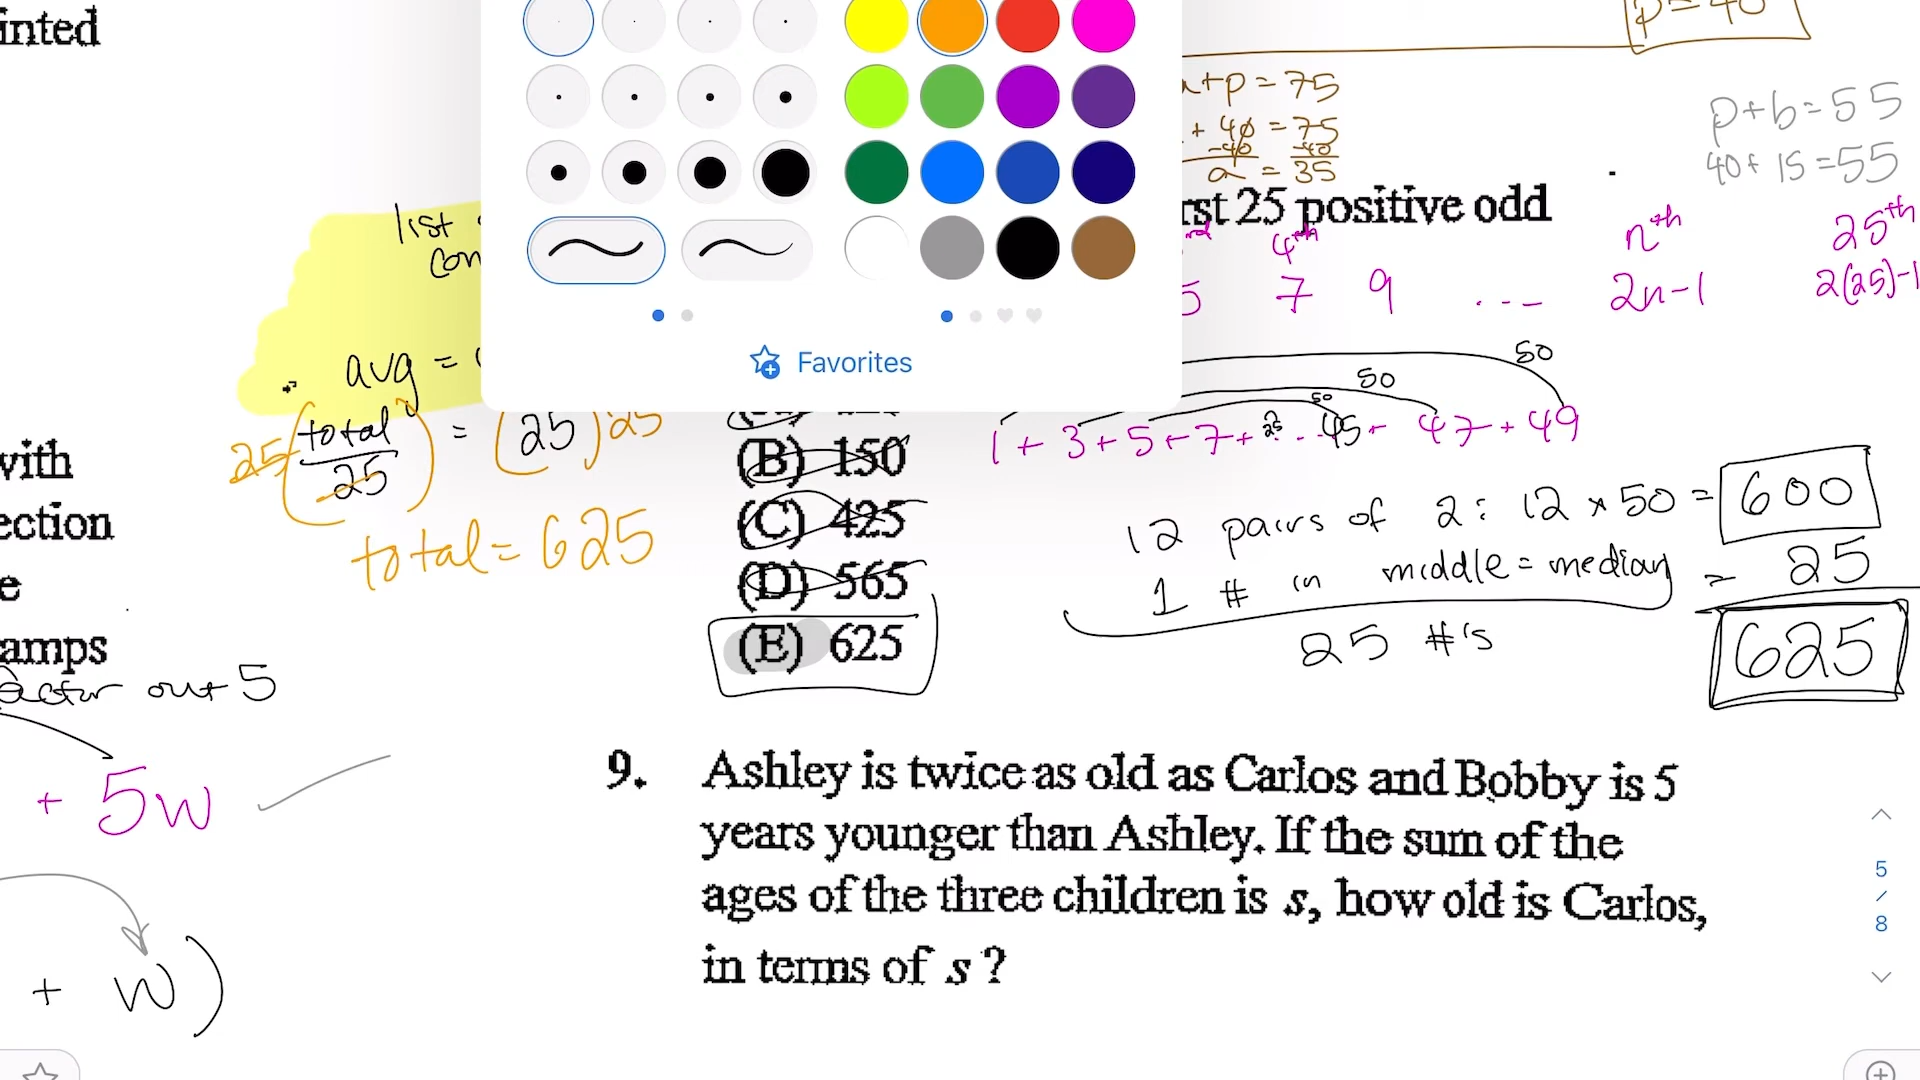 inted
p = 40
+p = 75
+ 40 = 75
-40 -40
a = 35
p+b=55
40+ 15 =55
rst 25 positive odd
4th
nth
25th
5 7 9 ... 2n-1 2(25)-1
list
con
avg =
Favorites
50
50
50
25(total/25) = (25)25
total = 625
1 + 3 + 5 + 7 + 25 ... 45 + 47 + 49
(B) 150
(C) 425
(D) 565
(E) 625
12 pairs of 2: 12 x 50 = 600
1 # in middle = median = 25
25 #'s
625
with
ection
e
amps
factor out 5
+ 5w
+ w)
9. Ashley is twice as old as Carlos and Bobby is 5
years younger than Ashley. If the sum of the
ages of the three children is s, how old is Carlos,
in terms of s ?
5
/
8